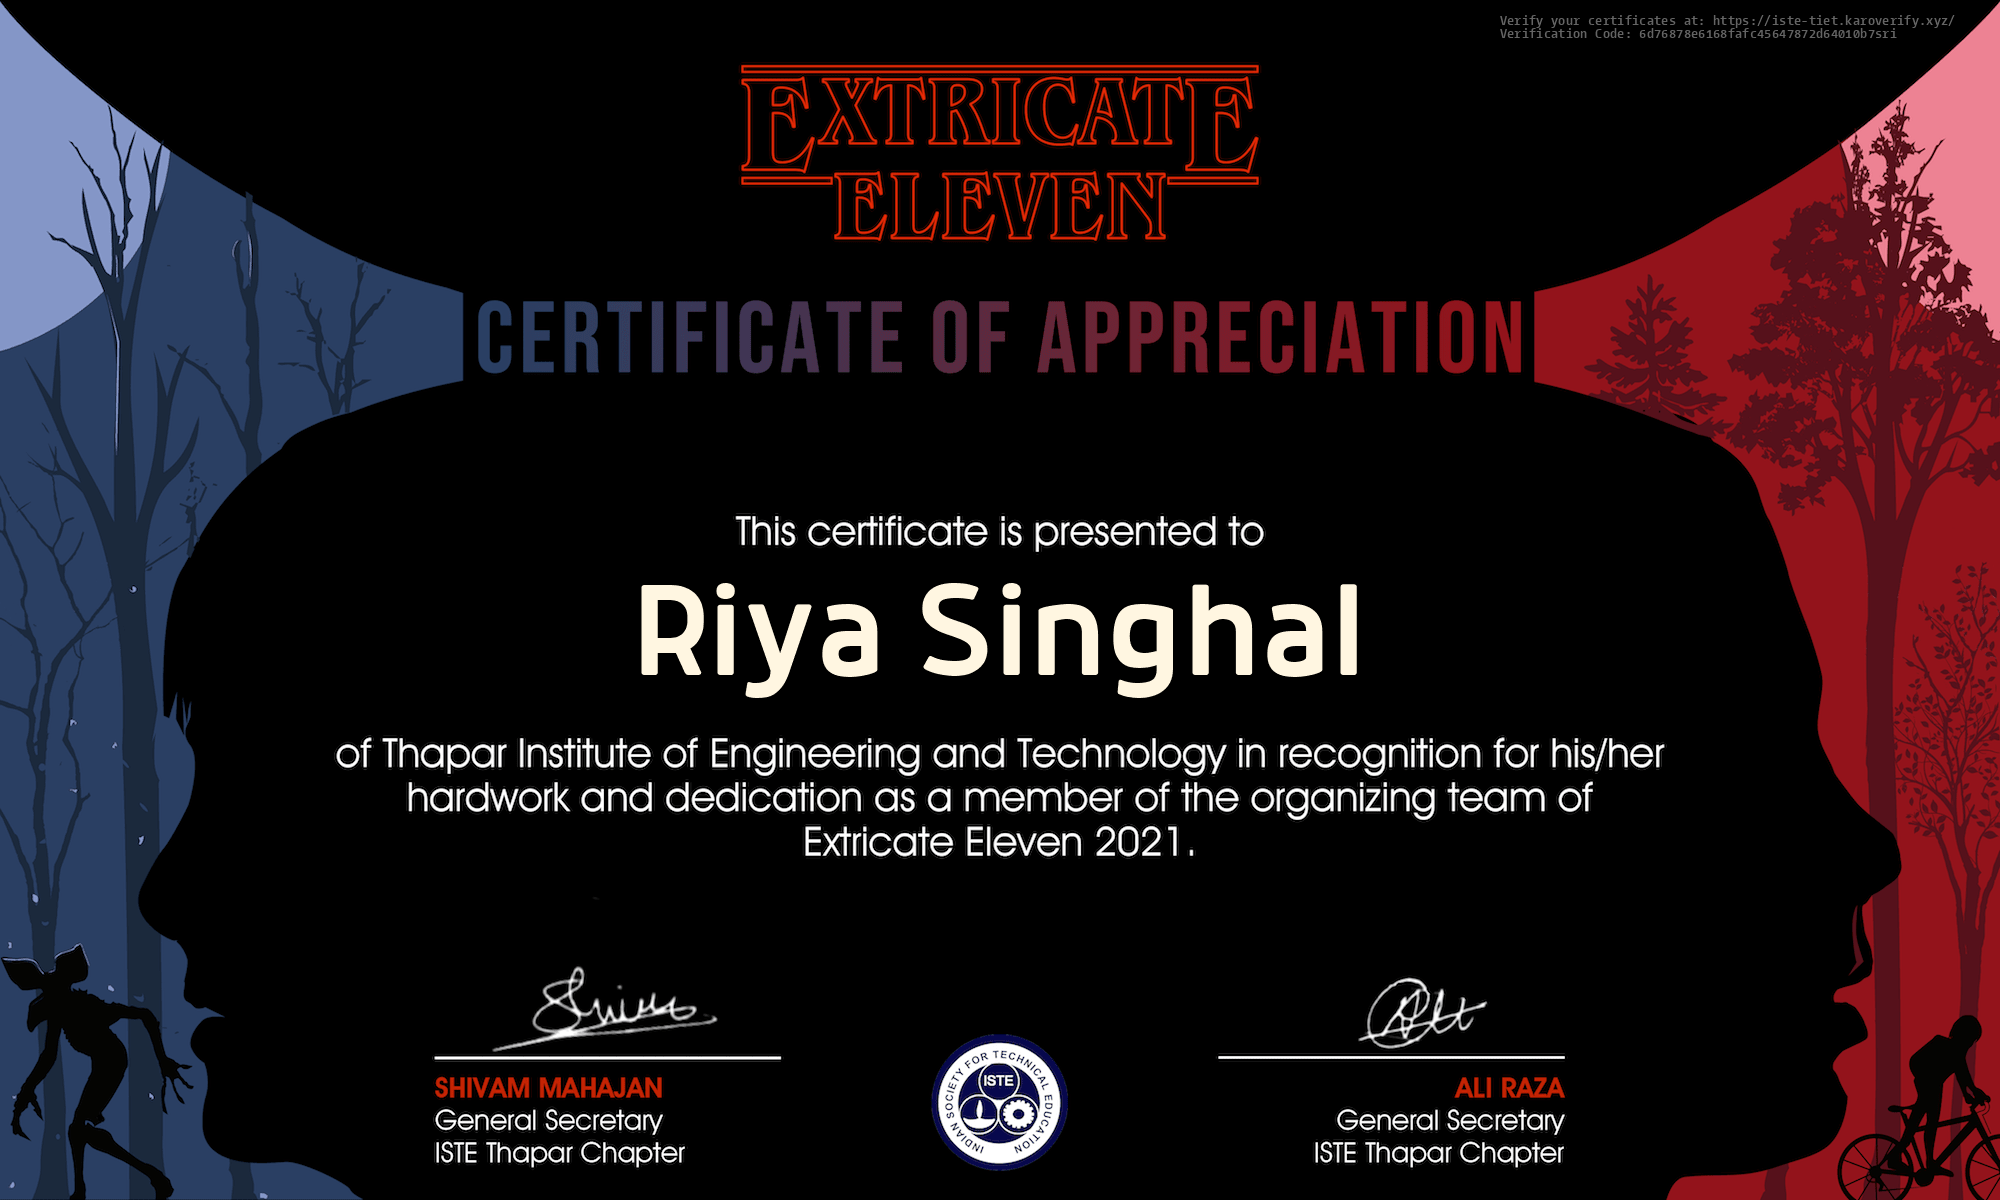 Verify your certificates at: https://iste-tiet.karoverify.xyz/
Verification Code: 6d76878e6168fafc45647872d64010b7sri
EXTRICATE
ELEVEN
CERTIFICATE OF APPRECIATION
This certificate is presented to
Riya Singhal
of Thapar Institute of Engineering and Technology in recognition for his/her
hardwork and dedication as a member of the organizing team of
Extricate Eleven 2021.
SHIVAM MAHAJAN
General Secretary
ISTE Thapar Chapter
INDIAN SOCIETY FOR TECHNICAL EDUCATION
ISTE
ALI RAZA
General Secretary
ISTE Thapar Chapter